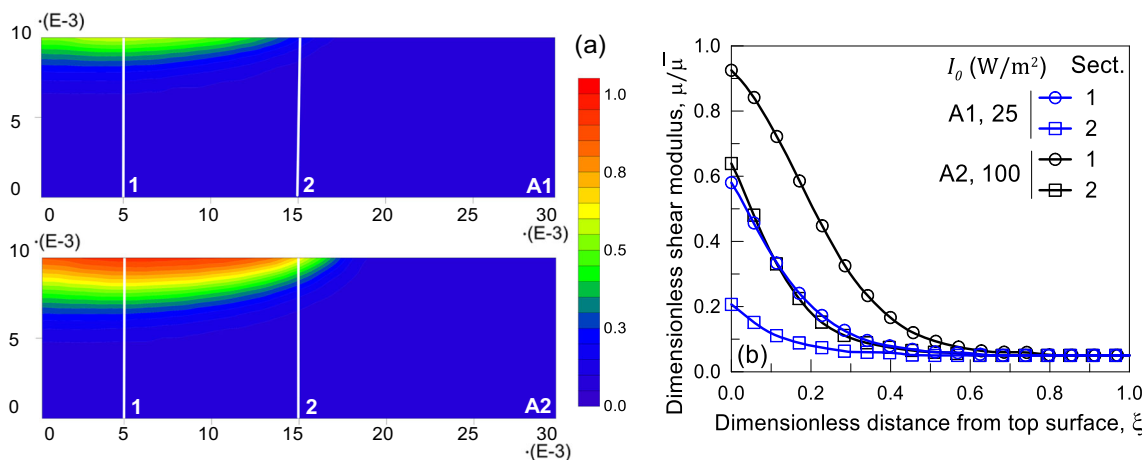 10 ·(E-3)
5
0
1
2
A1
0 5 10 15 20 25 30
·(E-3)
10 ·(E-3)
5
0
1
2
A2
0 5 10 15 20 25 30
·(E-3)
(a)
1.0
0.8
0.6
0.5
0.3
0.2
0.0
Dimensionless shear modulus, μ/μ̅
1.0
0.8
0.6
0.4
0.2
0.0
I₀ (W/m²) Sect.
A1, 25
1
2
A2, 100
1
2
(b)
0.0 0.2 0.4 0.6 0.8 1.0
Dimensionless distance from top surface, ξ